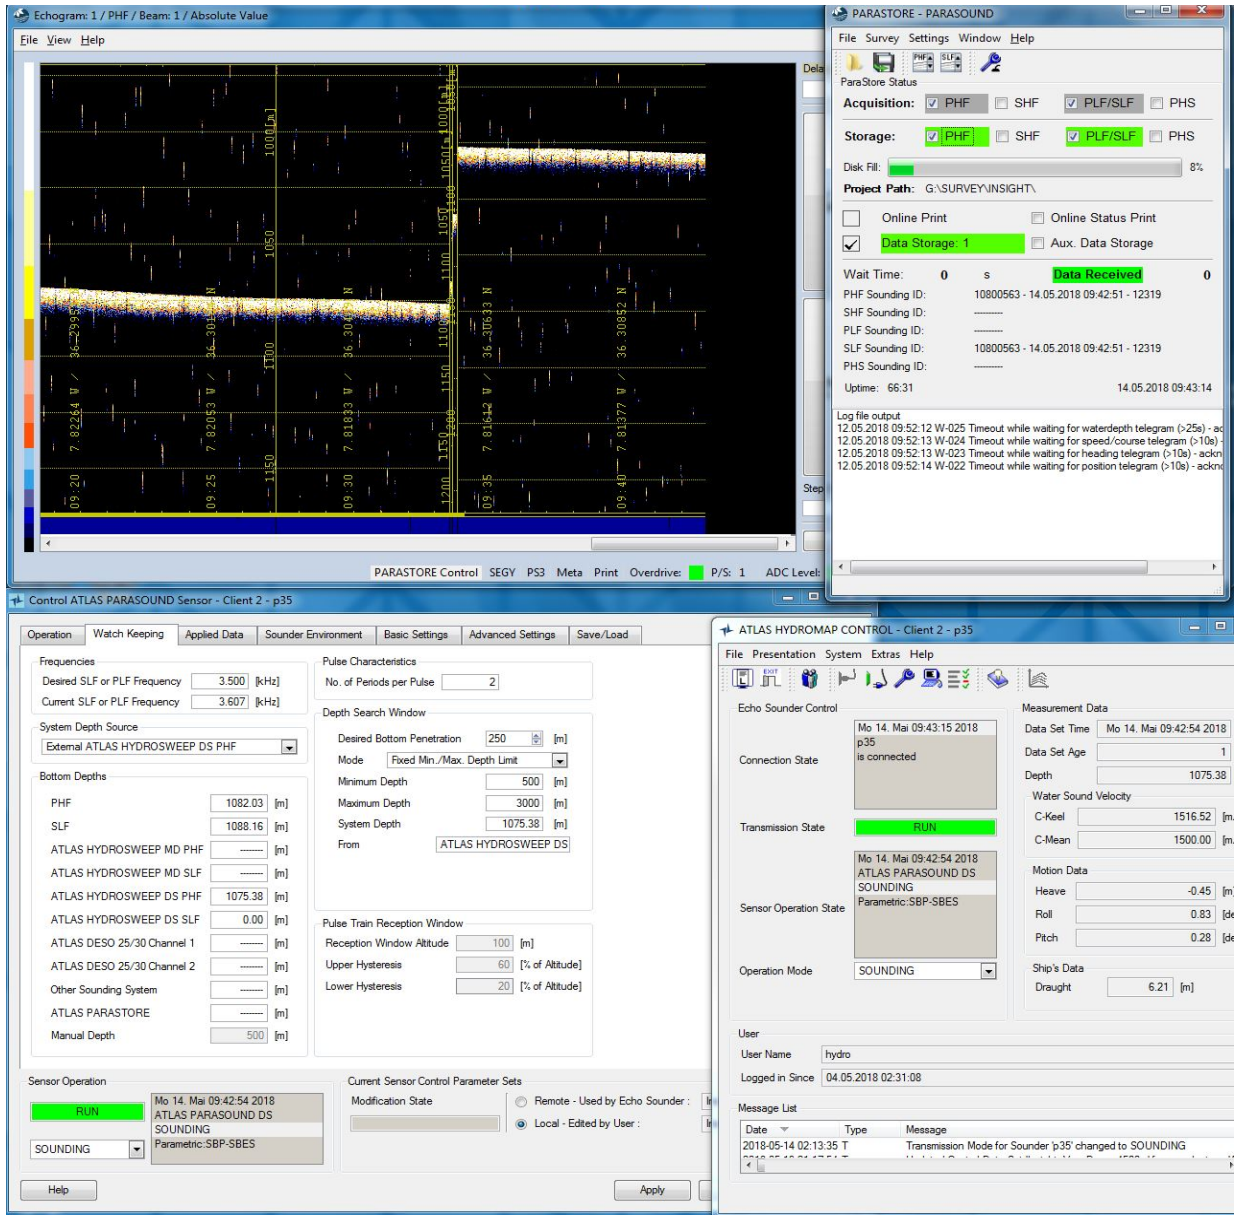 Echogram: 1 / PHF / Beam: 1 / Absolute Value
File View Help
1000[m]
1050
1100
1150
09:20
7.82264 W /
09:25
7.82053 W /
09:30
7.81833 W /
1200
09:35
7.81612 W / 36.30633 N
09:40
7.81377 W / 36.30852 N
Dela
Step
PARASTORE Control SEGY PS3 Meta Print Overdrive: P/S: 1 ADC Level:
PARASTORE - PARASOUND
File Survey Settings Window Help
PHF SLF
ParaStore Status
Acquisition: PHF SHF PLF/SLF PHS
Storage: PHF SHF PLF/SLF PHS
Disk Fill: 8%
Project Path: G:\SURVEY\INSIGHT\
Online Print Online Status Print
Data Storage: 1 Aux. Data Storage
Wait Time: 0 s Data Received 0
PHF Sounding ID: 10800563 - 14.05.2018 09:42:51 - 12319
SHF Sounding ID: ----------
PLF Sounding ID: ----------
SLF Sounding ID: 10800563 - 14.05.2018 09:42:51 - 12319
PHS Sounding ID: ----------
Uptime: 66:31 14.05.2018 09:43:14
Log file output
12.05.2018 09:52:12 W-025 Timeout while waiting for waterdepth telegram (>25s) - ac
12.05.2018 09:52:13 W-024 Timeout while waiting for speed/course telegram (>10s) -
12.05.2018 09:52:13 W-023 Timeout while waiting for heading telegram (>10s) - ackn
12.05.2018 09:52:14 W-022 Timeout while waiting for position telegram (>10s) - ackno
Control ATLAS PARASOUND Sensor - Client 2 - p35
Operation Watch Keeping Applied Data Sounder Environment Basic Settings Advanced Settings Save/Load
Frequencies
Desired SLF or PLF Frequency 3.500 [kHz]
Current SLF or PLF Frequency 3.607 [kHz]
System Depth Source
External ATLAS HYDROSWEEP DS PHF
Bottom Depths
PHF 1082.03 [m]
SLF 1088.16 [m]
ATLAS HYDROSWEEP MD PHF -------- [m]
ATLAS HYDROSWEEP MD SLF -------- [m]
ATLAS HYDROSWEEP DS PHF 1075.38 [m]
ATLAS HYDROSWEEP DS SLF 0.00 [m]
ATLAS DESO 25/30 Channel 1 -------- [m]
ATLAS DESO 25/30 Channel 2 -------- [m]
Other Sounding System -------- [m]
ATLAS PARASTORE -------- [m]
Manual Depth 500 [m]
Pulse Characteristics
No. of Periods per Pulse 2
Depth Search Window
Desired Bottom Penetration 250 [m]
Mode Fixed Min./Max. Depth Limit
Minimum Depth 500 [m]
Maximum Depth 3000 [m]
System Depth 1075.38 [m]
From ATLAS HYDROSWEEP DS
Pulse Train Reception Window
Reception Window Altitude 100 [m]
Upper Hysteresis 60 [% of Altitude]
Lower Hysteresis 20 [% of Altitude]
Sensor Operation
RUN
SOUNDING
Mo 14. Mai 09:42:54 2018
ATLAS PARASOUND DS
SOUNDING
Parametric:SBP-SBES
Current Sensor Control Parameter Sets
Modification State
Remote - Used by Echo Sounder :
Local - Edited by User :
Help Apply
ATLAS HYDROMAP CONTROL - Client 2 - p35
File Presentation System Extras Help
EXIT
Echo Sounder Control
Connection State
Mo 14. Mai 09:43:15 2018
p35
is connected
Transmission State RUN
Sensor Operation State
Mo 14. Mai 09:42:54 2018
ATLAS PARASOUND DS
SOUNDING
Parametric:SBP-SBES
Operation Mode SOUNDING
Measurement Data
Data Set Time Mo 14. Mai 09:42:54 2018
Data Set Age 1
Depth 1075.38
Water Sound Velocity
C-Keel 1516.52 [m.
C-Mean 1500.00 [m.
Motion Data
Heave -0.45 [m]
Roll 0.83 [de
Pitch 0.28 [de
Ship's Data
Draught 6.21 [m]
User
User Name hydro
Logged in Since 04.05.2018 02:31:08
Message List
Date Type Message
2018-05-14 02:13:35 T Transmission Mode for Sounder 'p35' changed to SOUNDING